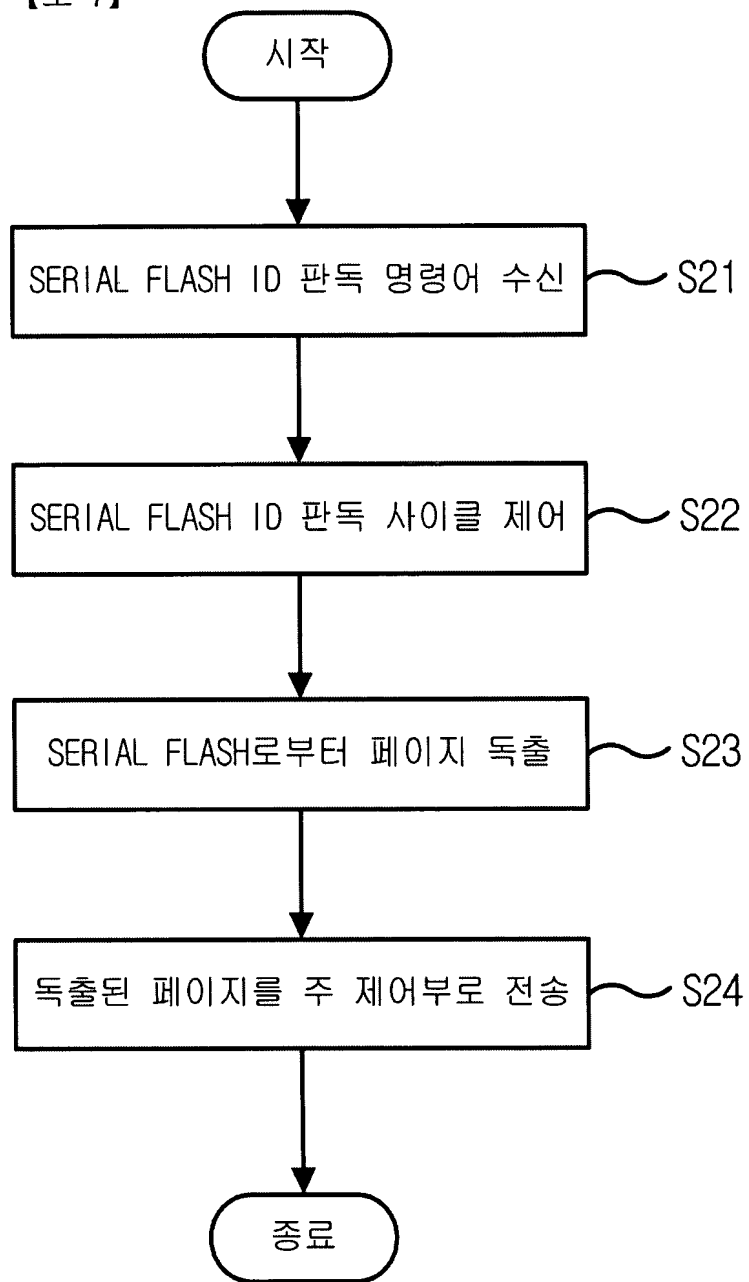 시작
SERIAL FLASH ID 판독 명령어 수신
S21
SERIAL FLASH ID 판독 사이클 제어
S22
SERIAL FLASH로부터 페이지 독출
S23
독출된 페이지를 주 제어부로 전송
S24
종료